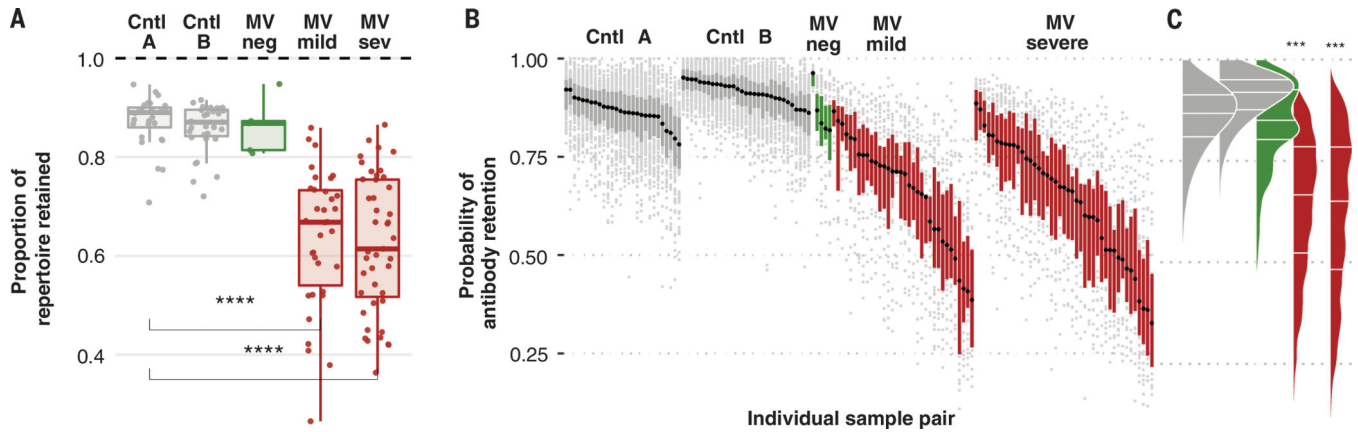 A
Cntl A
Cntl B
MV neg
MV mild
MV sev
Proportion of
repertoire retained
1.0
0.8
0.6
0.4
****
****
B
Cntl A
Cntl B
MV neg
MV mild
MV severe
Probability of
antibody retention
1.00
0.75
0.50
0.25
Individual sample pair
C
***
***